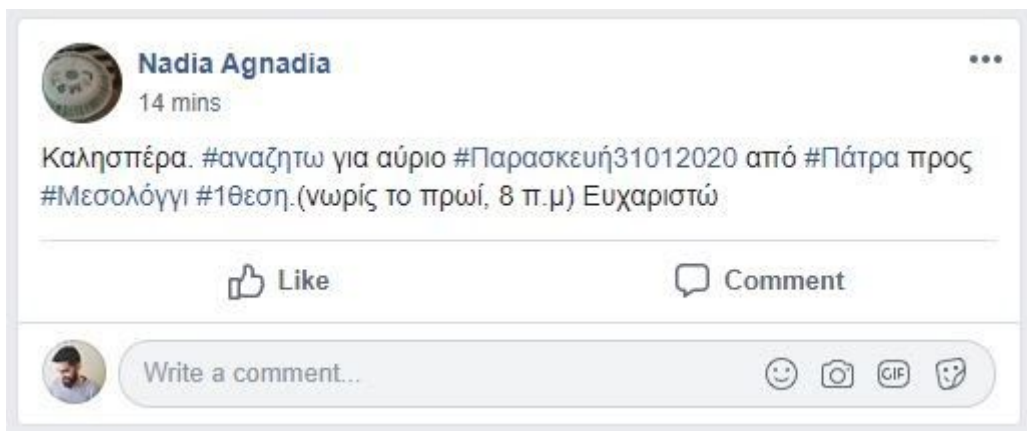 Nadia Agnadia
14 mins
Καλησπέρα. #αναζητω για αύριο #Παρασκευή31012020 από #Πάτρα προς
#Μεσολόγγι #1θεση.(νωρίς το πρωί, 8 π.μ) Ευχαριστώ
Like
Comment
Write a comment...
GIF